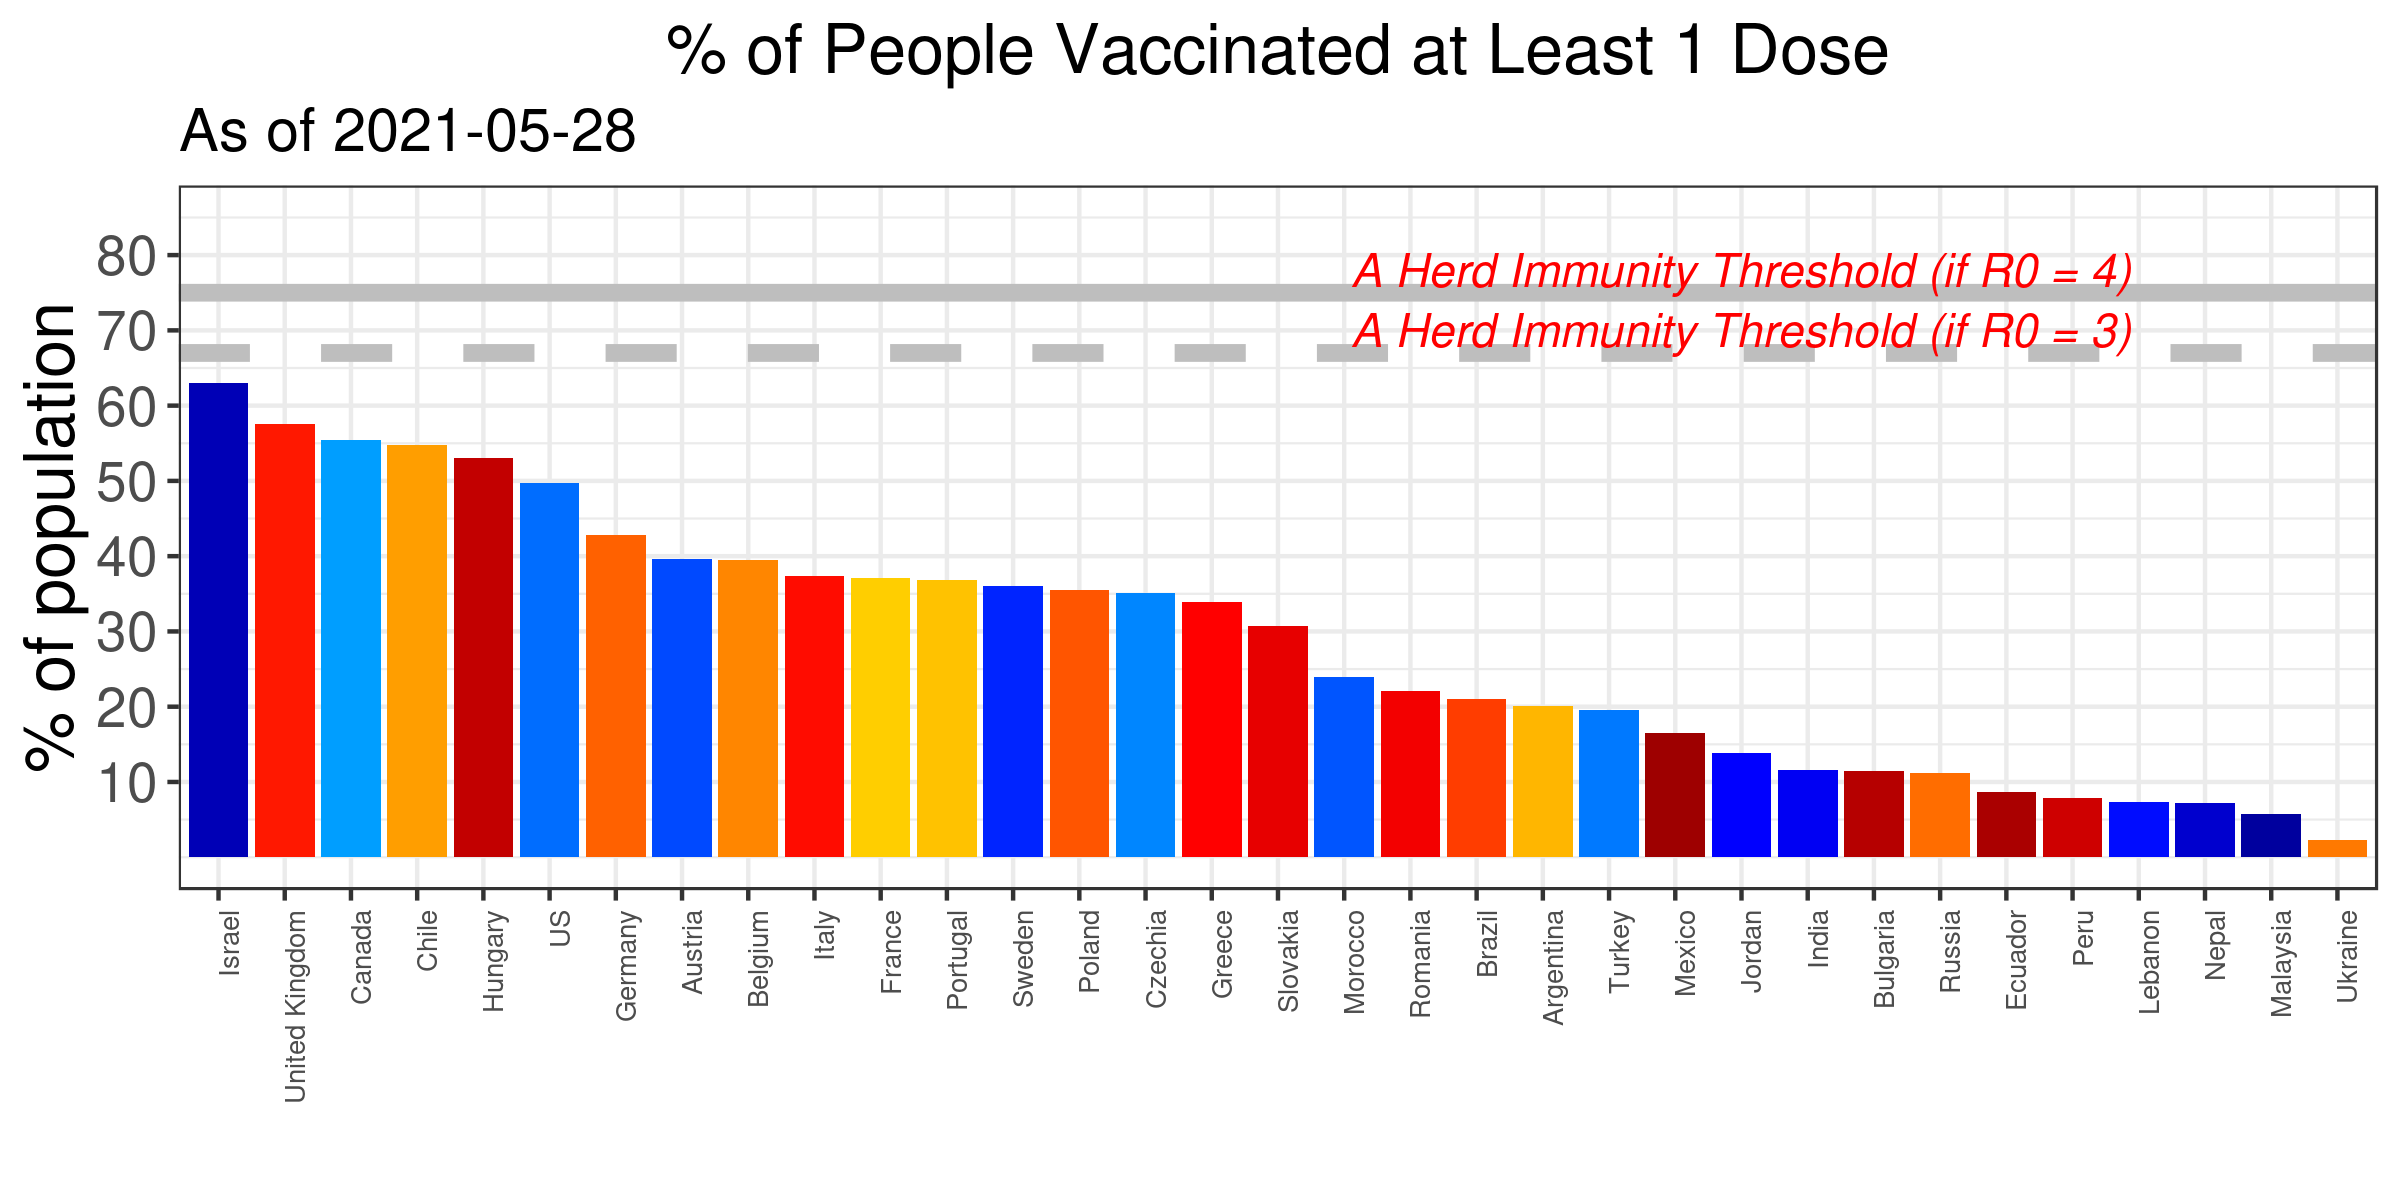 % of People Vaccinated at Least 1 Dose
As of 2021-05-28
% of population
80
70
60
50
40
30
20
10
A Herd Immunity Threshold (if R0 = 4)
A Herd Immunity Threshold (if R0 = 3)
Israel
United Kingdom
Canada
Chile
Hungary
US
Germany
Austria
Belgium
Italy
France
Portugal
Sweden
Poland
Czechia
Greece
Slovakia
Morocco
Romania
Brazil
Argentina
Turkey
Mexico
Jordan
India
Bulgaria
Russia
Ecuador
Peru
Lebanon
Nepal
Malaysia
Ukraine